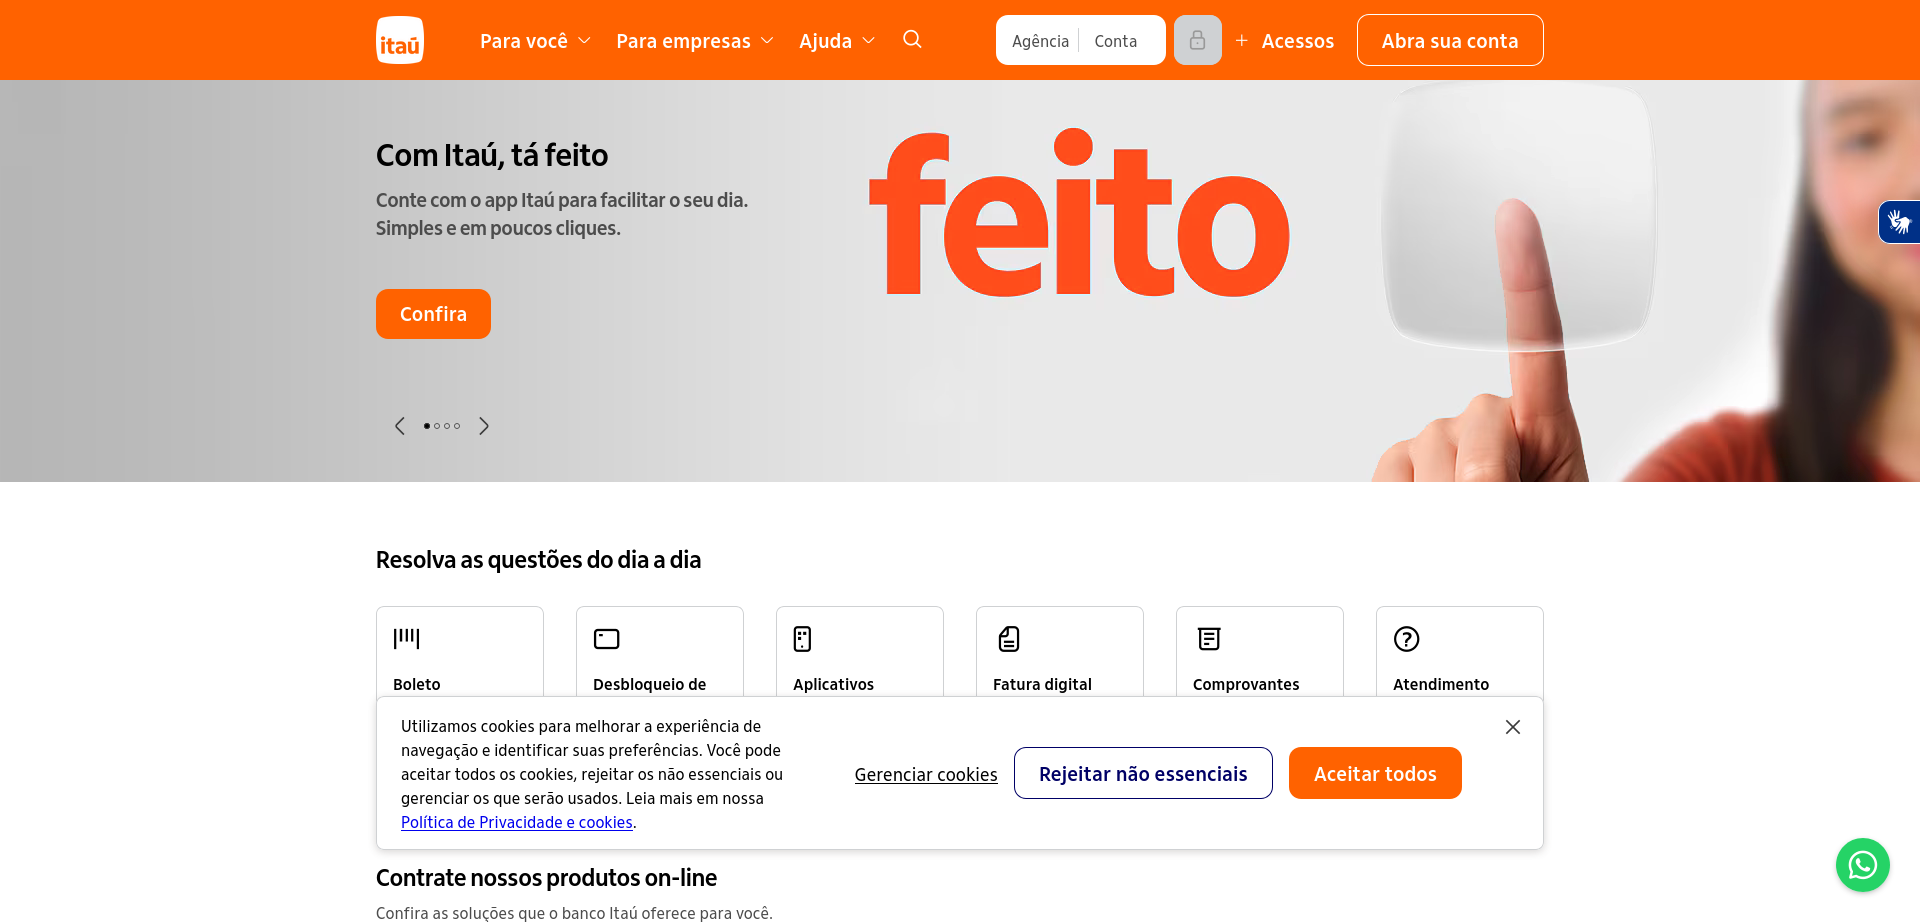 itaú
Para você
Para empresas
Ajuda
Agência
Conta
Acessos
Abra sua conta
Com Itaú, tá feito
Conte com o app Itaú para facilitar o seu dia.
Simples e em poucos cliques.
Confira
feito
Resolva as questões do dia a dia
Boleto
Desbloqueio de
Aplicativos
Fatura digital
Comprovantes
Atendimento
Utilizamos cookies para melhorar a experiência de
navegação e identificar suas preferências. Você pode
aceitar todos os cookies, rejeitar os não essenciais ou
gerenciar os que serão usados. Leia mais em nossa
Política de Privacidade e cookies.
Gerenciar cookies
Rejeitar não essenciais
Aceitar todos
Contrate nossos produtos on-line
Confira as soluções que o banco Itaú oferece para você.